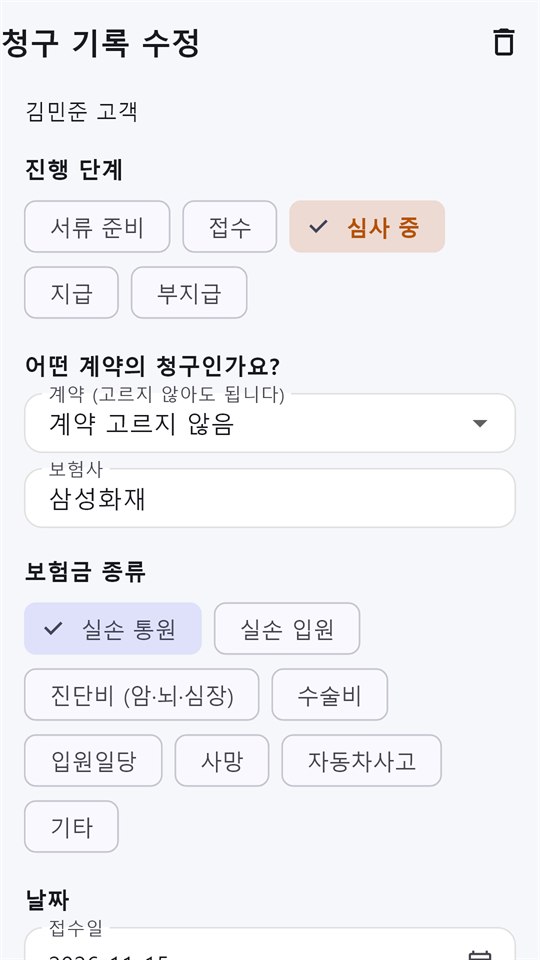 청구 기록 수정
김민준 고객
진행 단계
서류 준비 접수 심사 중
지급 부지급
어떤 계약의 청구인가요?
계약 (고르지 않아도 됩니다)
계약 고르지 않음
보험사
삼성화재
보험금 종류
실손 통원 실손 입원
진단비 (암·뇌·심장) 수술비
입원일당 사망 자동차사고
기타
날짜
접수일